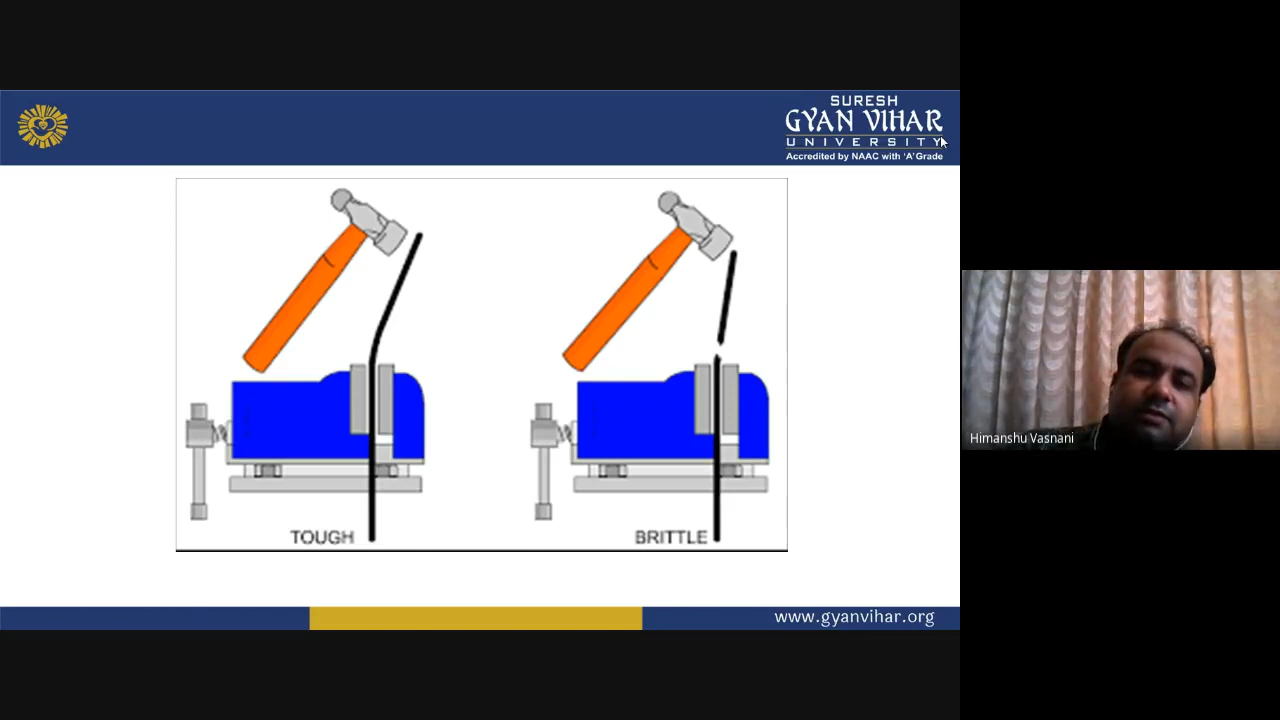 SURESH
GYAN VIHAR
UNIVERSITY
Accredited by NAAC with 'A' Grade
TOUGH
BRITTLE
www.gyanvihar.org
Himanshu Vasnani